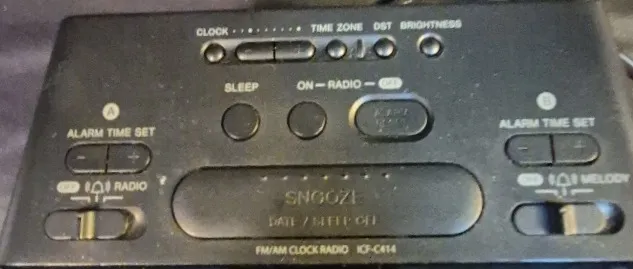 CLOCK TIME ZONE DST BRIGHTNESS
- +
SLEEP ON — RADIO — OFF
ALARM
A B
ALARM TIME SET ALARM TIME SET
- + - +
OFF RADIO OFF MELODY
SNOOZE
DATE / SLEEP OFF
FM/AM CLOCK RADIO ICF-C414